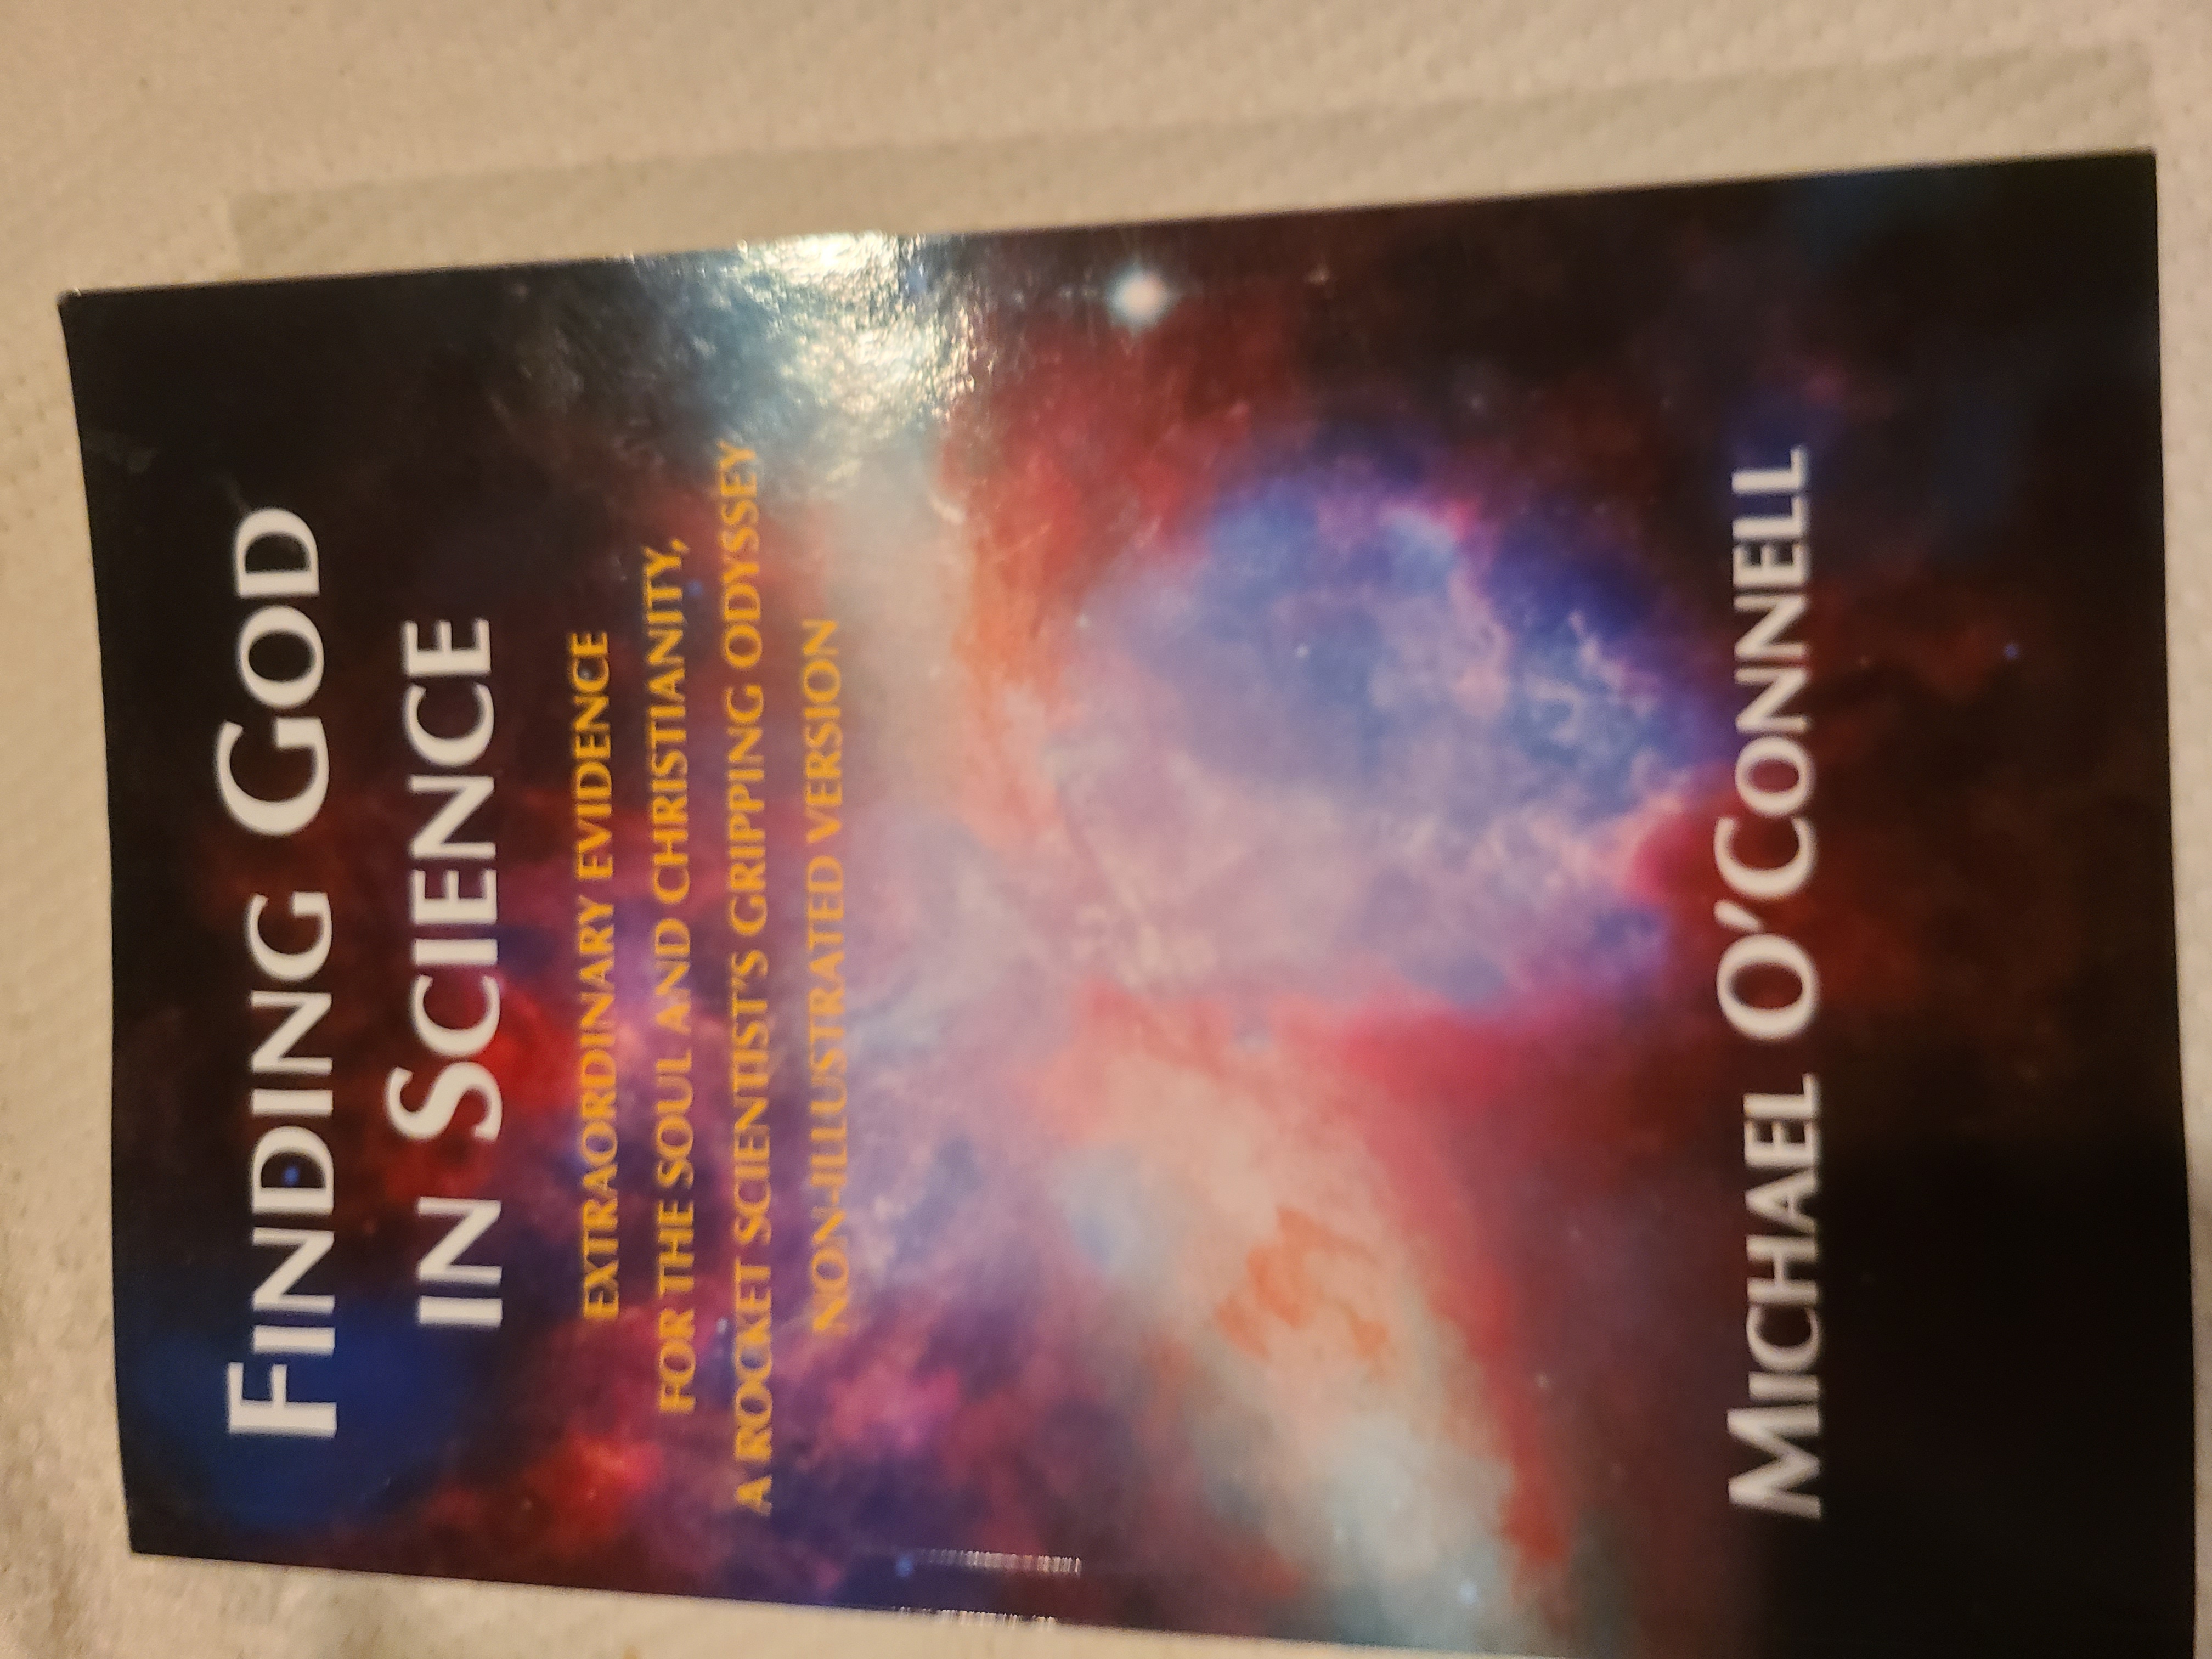 FINDING GOD
IN SCIENCE
EXTRAORDINARY EVIDENCE
FOR THE SOUL AND CHRISTIANITY,
A ROCKET SCIENTIST'S GRIPPING ODYSSEY
NON-ILLUSTRATED VERSION
MICHAEL O'CONNELL